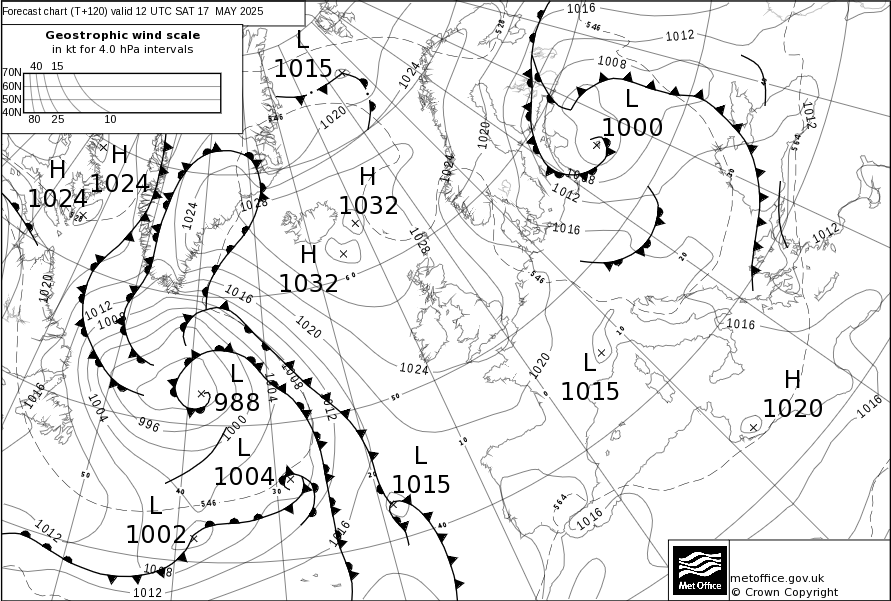 Forecast chart (T+120) valid 12 UTC SAT 17 MAY 2025
Geostrophic wind scale
in kt for 4.0 hPa intervals
40 15
70N
60N
50N
40N
80 25 10
L
1015
546
1020
1024
528
1016
546
1012
1008
L
1000
1008
1012
1016
564
1012
1012
20
H
1024
H
1024
1024
1028
H
1032
H
1032
60
1028
1024
1020
546
1020
1012
1008
1016
1020
1016
1004
996
1000
L
988
1004
1008
1012
1024
50
10
0
1020
10
L
1015
1016
H
1020
1016
L
1004
50
40
546
30
20
L
1015
40
L
1002
1012
1008
1012
1016
564
1016
Met Office
metoffice.gov.uk
© Crown Copyright